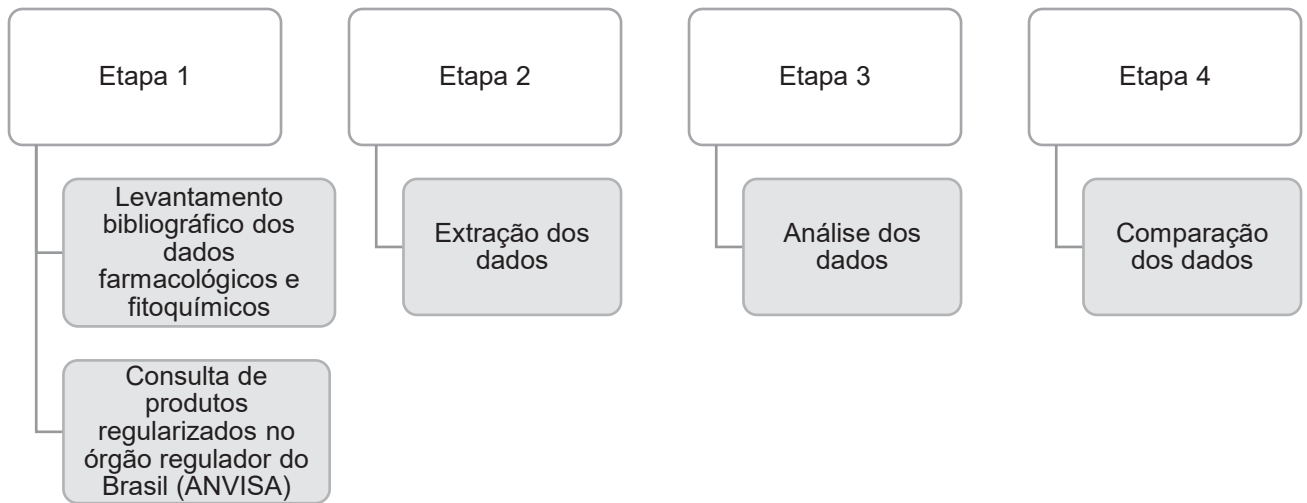 Etapa 1
Levantamento
bibliográfico dos
dados
farmacológicos e
fitoquímicos
Consulta de
produtos
regularizados no
órgão regulador do
Brasil (ANVISA)
Etapa 2
Extração dos
dados
Etapa 3
Análise dos
dados
Etapa 4
Comparação
dos dados